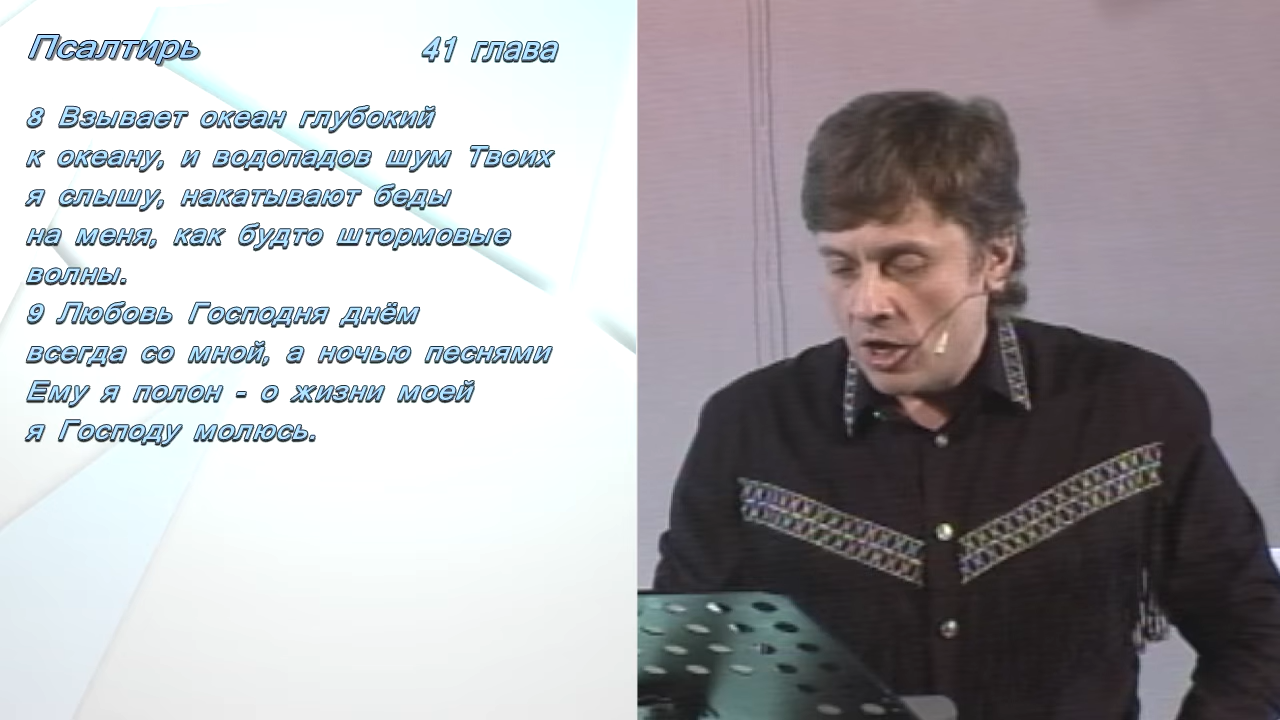 Псалтирь 41 глава
8 Взывает океан глубокий
к океану, и водопадов шум Твоих
я слышу, накатывают беды
на меня, как будто штормовые
волны.
9 Любовь Господня днём
всегда со мной, а ночью песнями
Ему я полон - о жизни моей
я Господу молюсь.